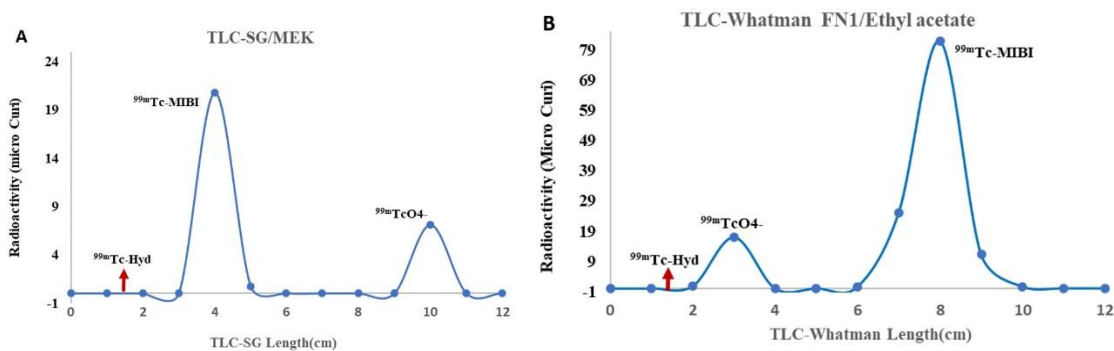 A
TLC-SG/MEK
Radioactivity (micro Curi)
24
19
14
9
4
-1
99mTc-MIBI
99mTcO4-
99mTc-Hyd
0 2 4 6 8 10 12
TLC-SG Length(cm)
B
TLC-Whatman FN1/Ethyl acetate
Radioactivity (Micro Curi)
79
69
59
49
39
29
19
9
-1
99mTc-MIBI
99mTcO4-
99mTc-Hyd
0 2 4 6 8 10 12
TLC-Whatman Length(cm)